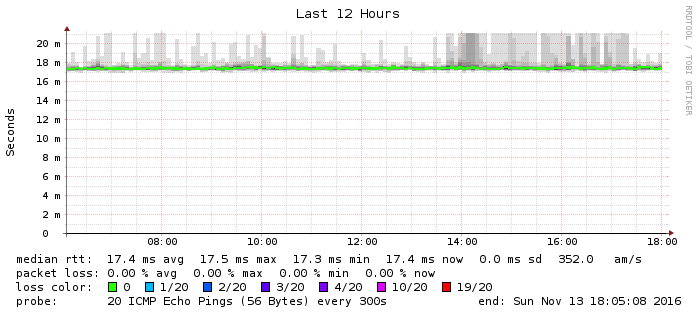 Last 12 Hours
RRDTOOL / TOBI OETIKER
Seconds
20 m
18 m
16 m
14 m
12 m
10 m
8 m
6 m
4 m
2 m
0
08:00 10:00 12:00 14:00 16:00 18:00
median rtt: 17.4 ms avg 17.5 ms max 17.3 ms min 17.4 ms now 0.0 ms sd 352.0 am/s
packet loss: 0.00 % avg 0.00 % max 0.00 % min 0.00 % now
loss color: 0 1/20 2/20 3/20 4/20 10/20 19/20
probe: 20 ICMP Echo Pings (56 Bytes) every 300s end: Sun Nov 13 18:05:08 2016